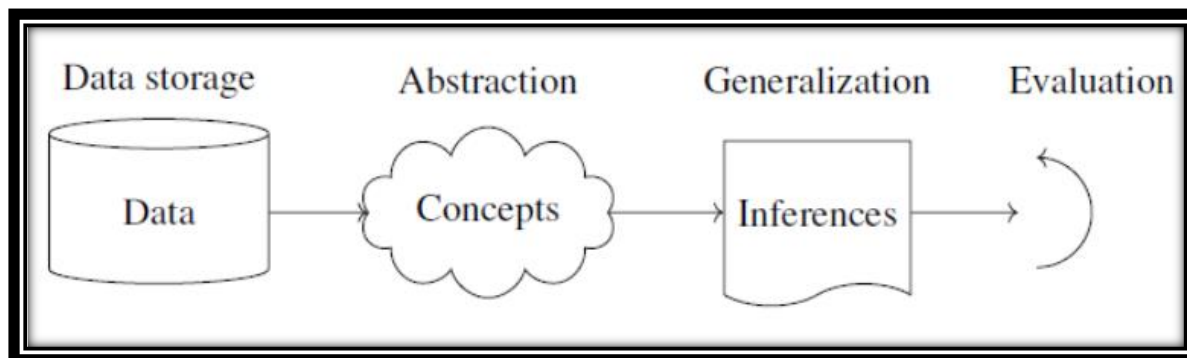 Data storage Abstraction Generalization Evaluation
Data Concepts Inferences